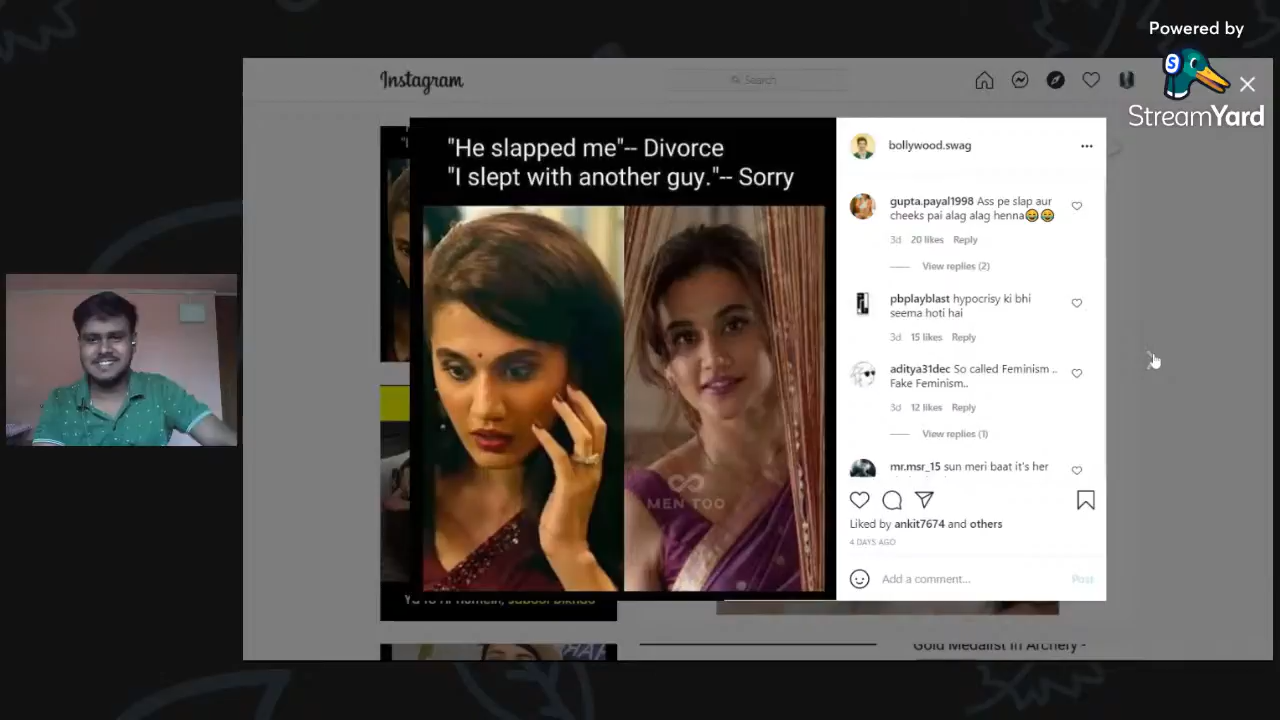 Powered by
StreamYard
Instagram
Search
"He slapped me"-- Divorce
"I slept with another guy."-- Sorry
MEN TOO
bollywood.swag
gupta.payal1998 Ass pe slap aur
cheeks pai alag alag henna😂😂
3d 20 likes Reply
View replies (2)
pbplayblast hypocrisy ki bhi
seema hoti hai
3d 15 likes Reply
aditya31dec So called Feminism ..
Fake Feminism..
3d 12 likes Reply
View replies (1)
mr.msr_15 sun meri baat it's her
Liked by ankit7674 and others
4 DAYS AGO
Add a comment...
Post
Gold Medalist in Archery -